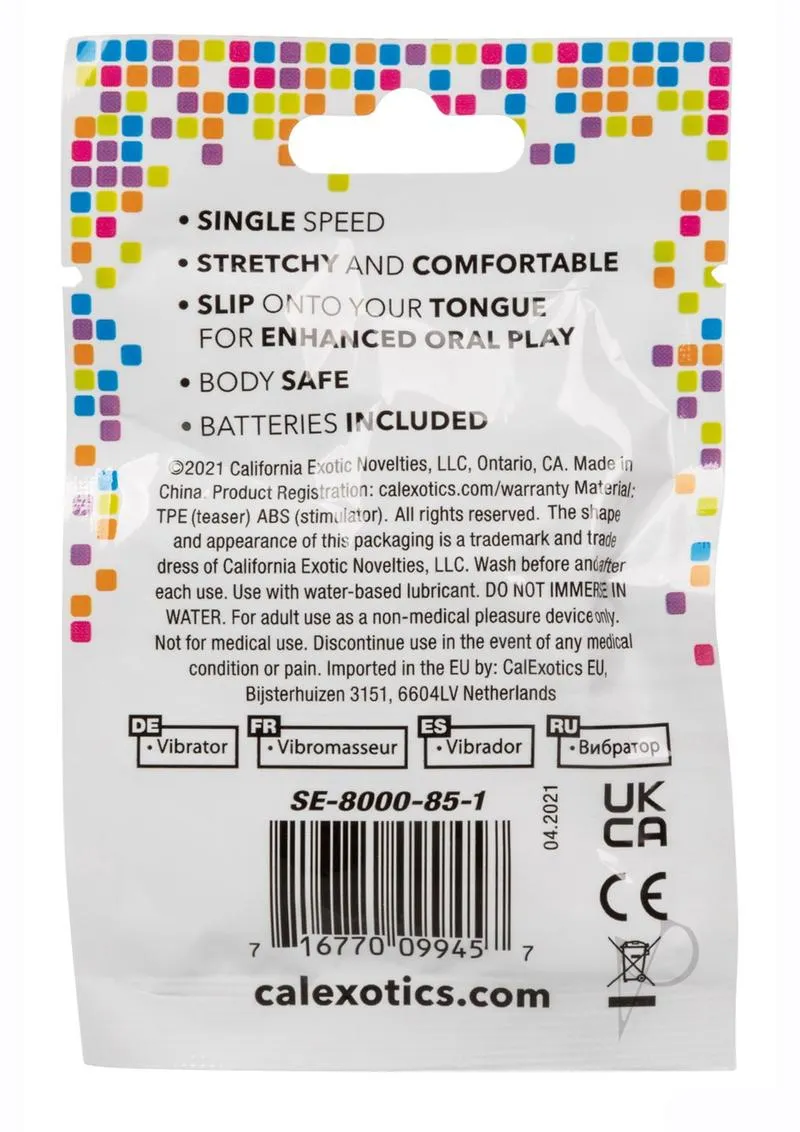 • SINGLE SPEED
• STRETCHY AND COMFORTABLE
• SLIP ONTO YOUR TONGUE
FOR ENHANCED ORAL PLAY
• BODY SAFE
• BATTERIES INCLUDED
©2021 California Exotic Novelties, LLC, Ontario, CA. Made in
China. Product Registration: calexotics.com/warranty Material:
TPE (teaser) ABS (stimulator). All rights reserved. The shape
and appearance of this packaging is a trademark and trade
dress of California Exotic Novelties, LLC. Wash before and after
each use. Use with water-based lubricant. DO NOT IMMERSE IN
WATER. For adult use as a non-medical pleasure device only.
Not for medical use. Discontinue use in the event of any medical
condition or pain. Imported in the EU by: CalExotics EU,
Bijsterhuizen 3151, 6604LV Netherlands
DE
• Vibrator
FR
• Vibromasseur
ES
• Vibrador
RU
• Вибратор
SE-8000-85-1
04.2021
UK
CA
CE
7 16770 09945 7
calexotics.com